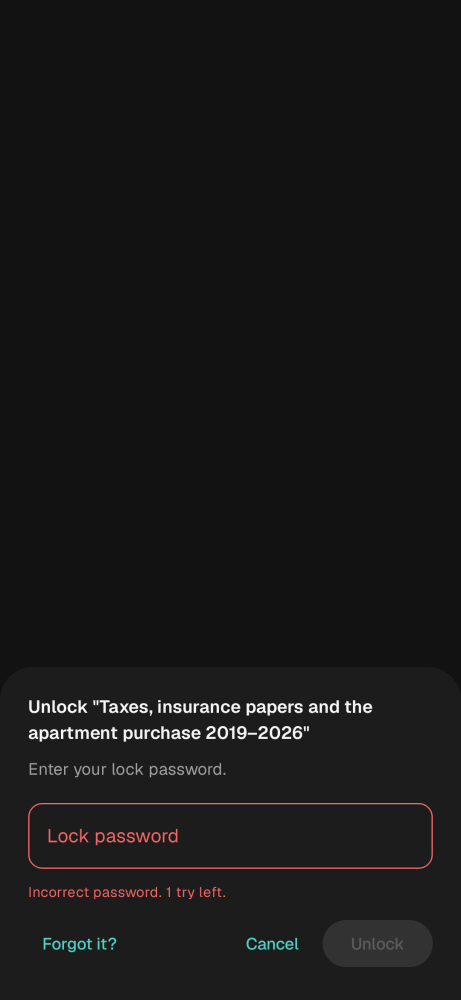 Unlock "Taxes, insurance papers and the
apartment purchase 2019–2026"
Enter your lock password.
Lock password
Incorrect password. 1 try left.
Forgot it?
Cancel
Unlock